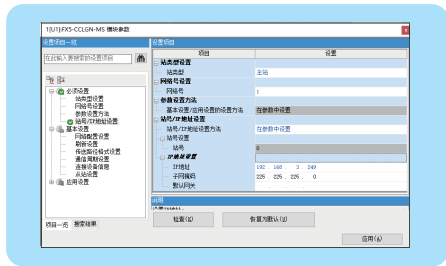 1[U1]:FX5-CCLGN-MS 模块参数
设置项目一览
在此输入要搜索的设置项目
必须设置
站类型设置
网络号设置
参数设置方法
站号/IP地址设置
基本设置
网络配置设置
刷新设置
传送路径格式设置
通信周期设置
连接设备信息
从站设置
应用设置
项目一览 搜索结果
设置项目
项目 设置
站类型设置
站类型 主站
网络号设置
网络号 1
参数设置方法
基本设置/应用设置的设置方法 在参数中设置
站号/IP地址设置
站号/IP地址设置方法 在参数中设置
站号设置
站号 0
IP地址设置
IP地址 192 . 168 . 3 . 249
子网掩码 225 . 225 . 225 . 0
默认网关 . . .
说明
检查(K) 恢复为默认(U)
应用(A)